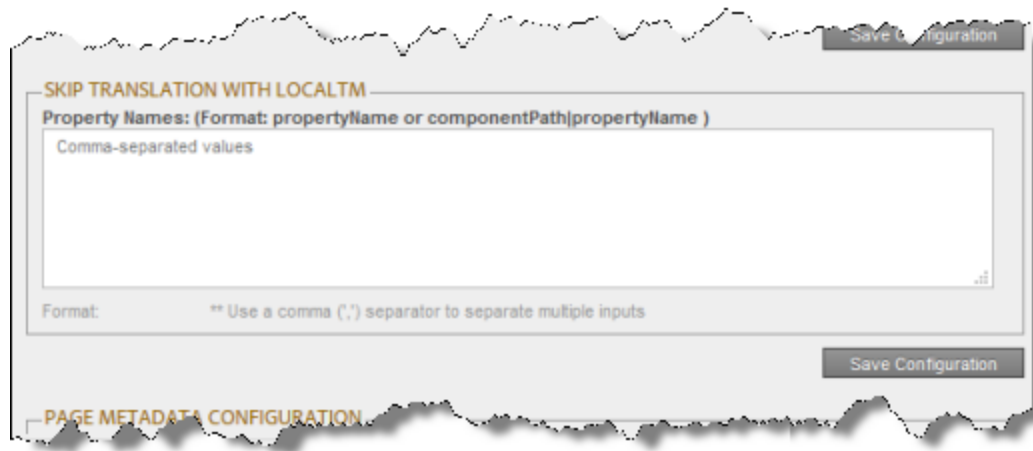 Save Configuration
SKIP TRANSLATION WITH LOCALTM
Property Names: (Format: propertyName or componentPath|propertyName )
Comma-separated values
Format: ** Use a comma (',') separator to separate multiple inputs
Save Configuration
PAGE METADATA CONFIGURATION